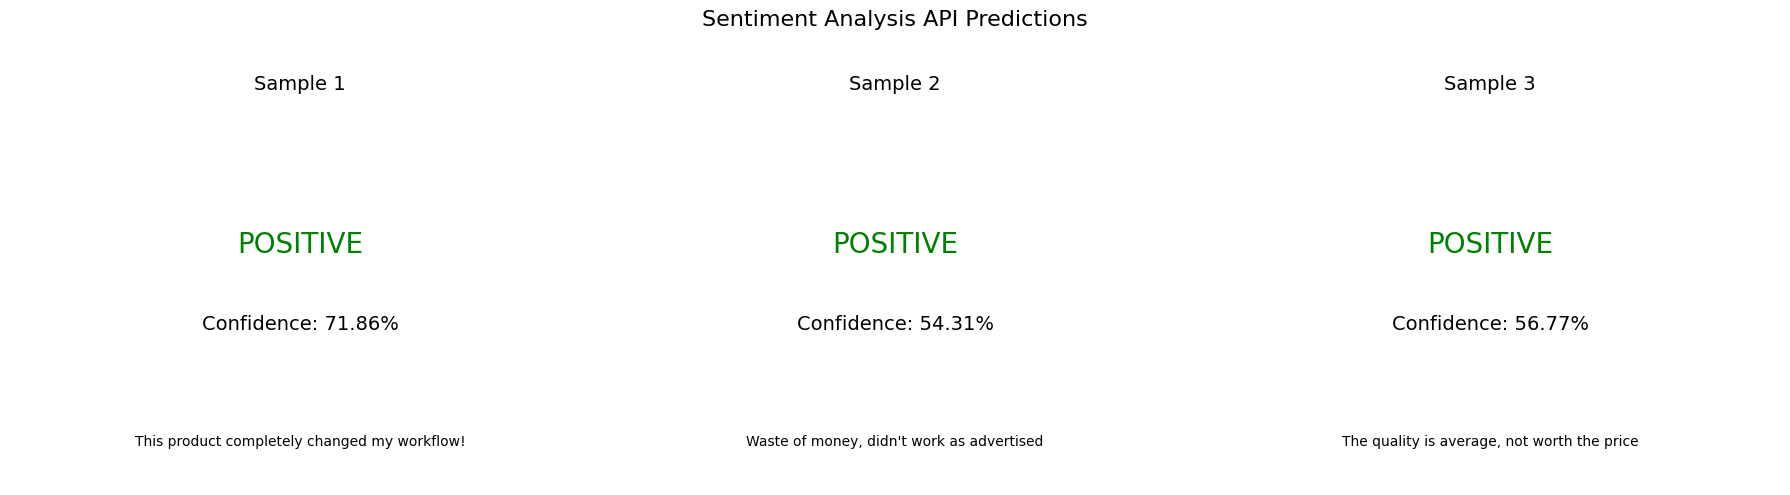 Sentiment Analysis API Predictions
Sample 1
POSITIVE
Confidence: 71.86%
This product completely changed my workflow!
Sample 2
POSITIVE
Confidence: 54.31%
Waste of money, didn't work as advertised
Sample 3
POSITIVE
Confidence: 56.77%
The quality is average, not worth the price